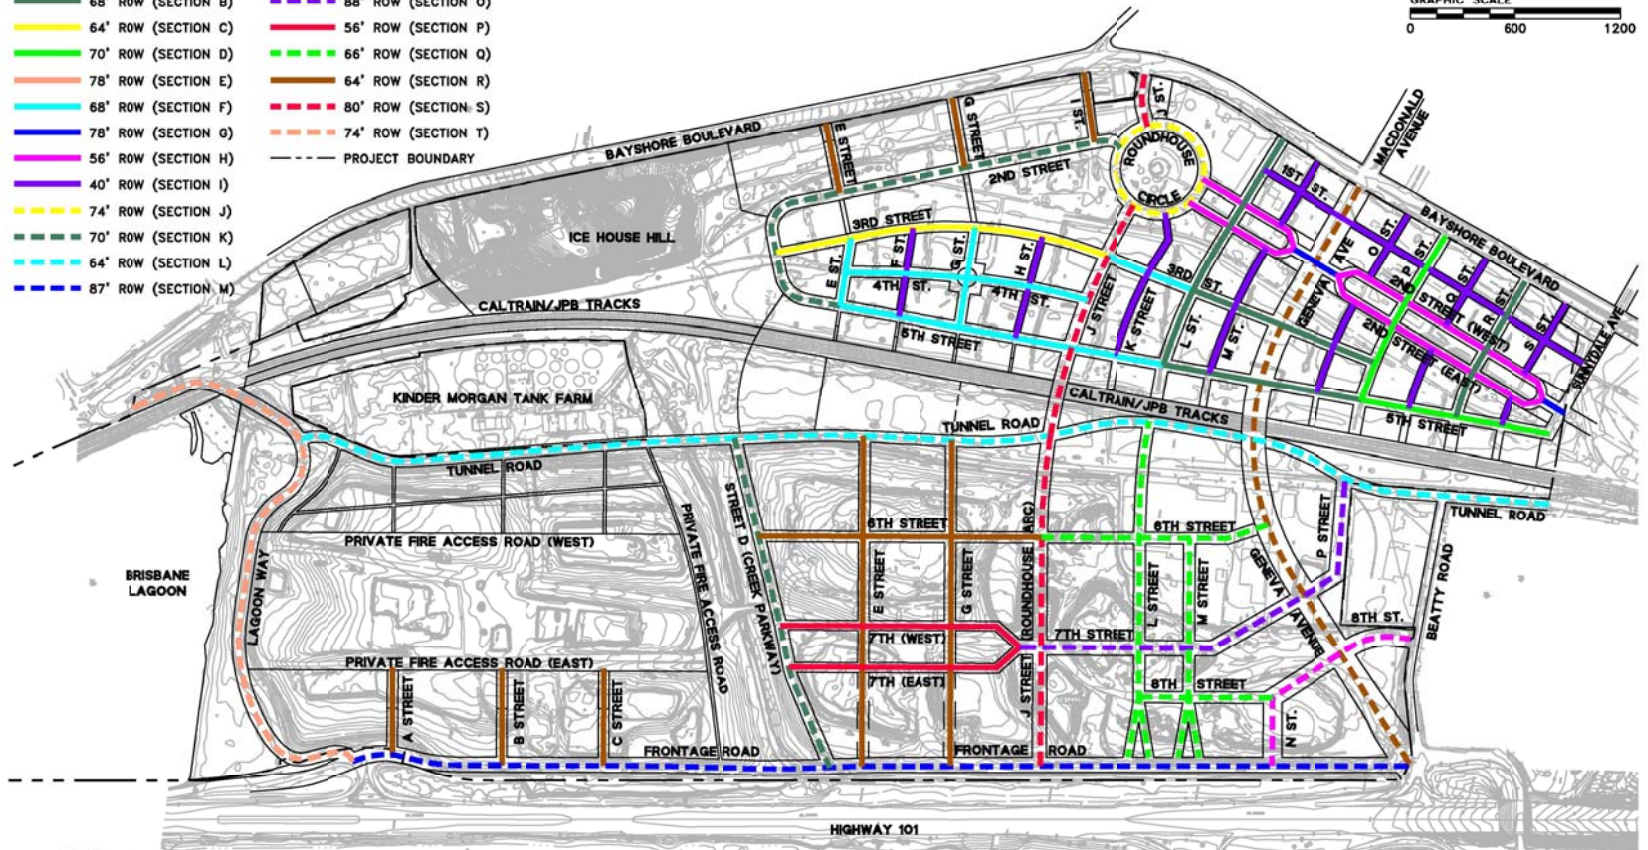 68' ROW (SECTION B)
64' ROW (SECTION C)
70' ROW (SECTION D)
78' ROW (SECTION E)
68' ROW (SECTION F)
78' ROW (SECTION G)
56' ROW (SECTION H)
40' ROW (SECTION I)
74' ROW (SECTION J)
70' ROW (SECTION K)
64' ROW (SECTION L)
87' ROW (SECTION M)
88' ROW (SECTION O)
56' ROW (SECTION P)
66' ROW (SECTION Q)
64' ROW (SECTION R)
80' ROW (SECTION S)
74' ROW (SECTION T)
PROJECT BOUNDARY
GRAPHIC SCALE
0 600 1200
MACDONALD
AVENUE
BAYSHORE BOULEVARD
E STREET
G STREET
I ST.
J ST.
2ND STREET
ROUNDHOUSE
CIRCLE
1ST ST.
BAYSHORE BOULEVARD
ICE HOUSE HILL
3RD STREET
E ST.
F ST.
G ST.
H ST.
4TH ST.
4TH ST.
5TH STREET
J STREET
K STREET
3RD ST.
L ST.
M ST.
GENEVA AVE
O ST.
P ST.
Q ST.
R ST.
S ST.
2ND STREET (WEST)
2ND STREET (EAST)
SUNNYDALE AVE
5TH STREET
CALTRAIN/JPB TRACKS
CALTRAIN/JPB TRACKS
KINDER MORGAN TANK FARM
TUNNEL ROAD
TUNNEL ROAD
TUNNEL ROAD
PRIVATE FIRE ACCESS ROAD (WEST)
PRIVATE FIRE ACCESS ROAD
STREET D (CREEK PARKWAY)
6TH STREET
6TH STREET
E STREET
G STREET
J STREET (ROUNDHOUSE ARC)
L STREET
M STREET
P STREET
GENEVA AVENUE
BEATTY ROAD
8TH ST.
BRISBANE
LAGOON
LAGOON WAY
7TH (WEST)
7TH STREET
7TH (EAST)
8TH STREET
N ST.
PRIVATE FIRE ACCESS ROAD (EAST)
A STREET
B STREET
C STREET
FRONTAGE ROAD
FRONTAGE ROAD
HIGHWAY 101